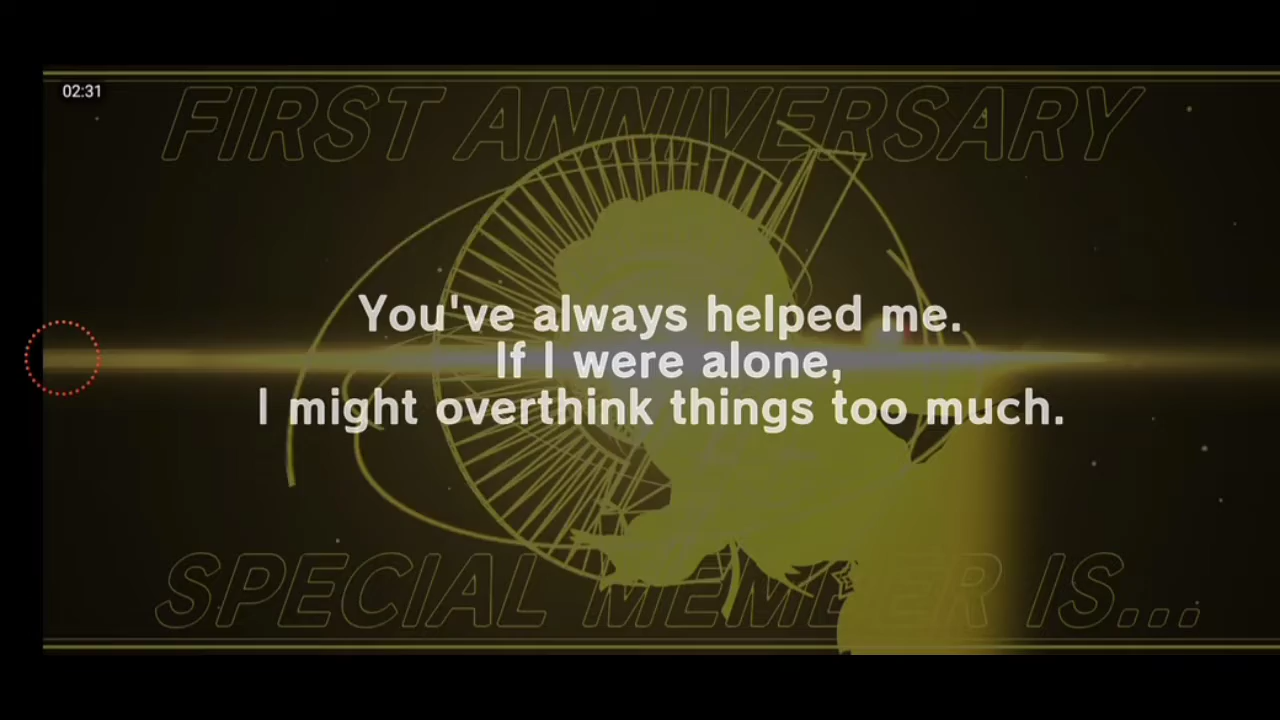 02:31
FIRST ANNIVERSARY
You've always helped me.
If I were alone,
I might overthink things too much.
SPECIAL MEMBER IS...